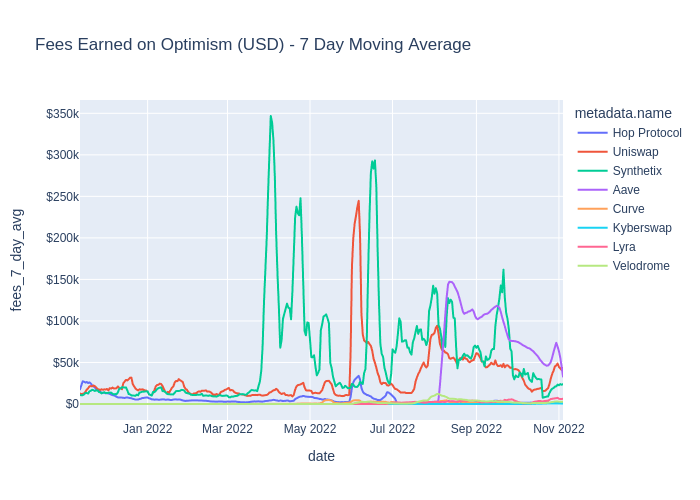 Fees Earned on Optimism (USD) - 7 Day Moving Average
metadata.name
Hop Protocol
Uniswap
Synthetix
Aave
Curve
Kyberswap
Lyra
Velodrome
fees_7_day_avg
$350k
$300k
$250k
$200k
$150k
$100k
$50k
$0
Jan 2022
Mar 2022
May 2022
Jul 2022
Sep 2022
Nov 2022
date